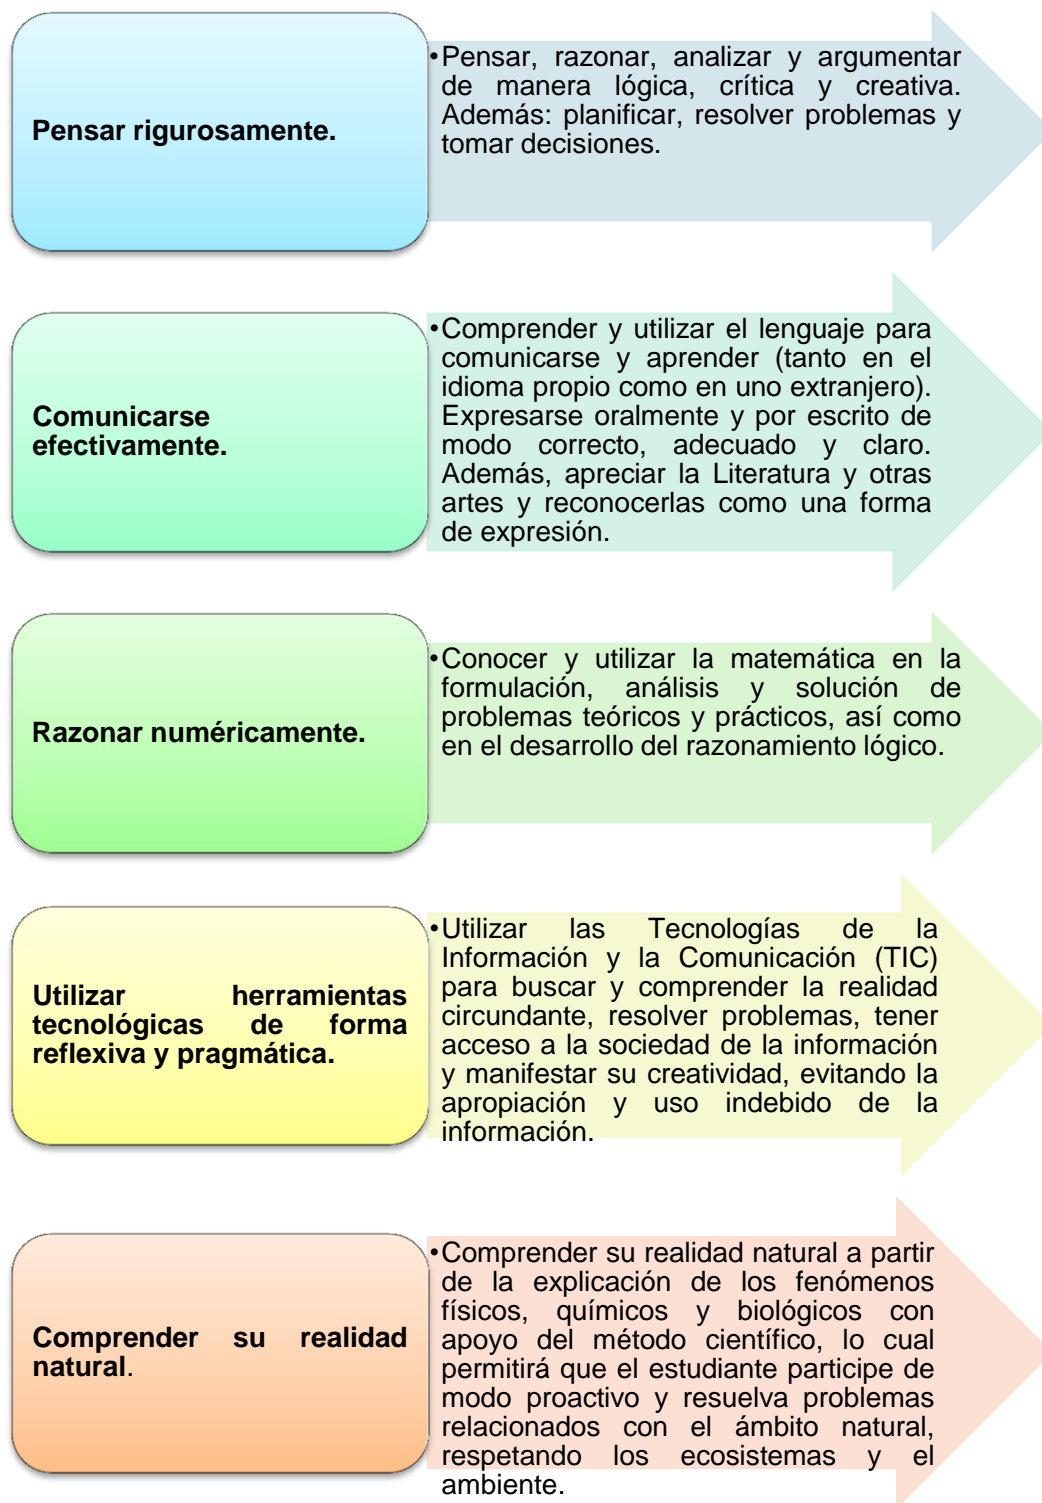 Pensar rigurosamente.
•Pensar, razonar, analizar y argumentar
de manera lógica, crítica y creativa.
Además: planificar, resolver problemas y
tomar decisiones.
Comunicarse
efectivamente.
•Comprender y utilizar el lenguaje para
comunicarse y aprender (tanto en el
idioma propio como en uno extranjero).
Expresarse oralmente y por escrito de
modo correcto, adecuado y claro.
Además, apreciar la Literatura y otras
artes y reconocerlas como una forma
de expresión.
Razonar numéricamente.
•Conocer y utilizar la matemática en la
formulación, análisis y solución de
problemas teóricos y prácticos, así como
en el desarrollo del razonamiento lógico.
Utilizar herramientas
tecnológicas de forma
reflexiva y pragmática.
•Utilizar las Tecnologías de la
Información y la Comunicación (TIC)
para buscar y comprender la realidad
circundante, resolver problemas, tener
acceso a la sociedad de la información
y manifestar su creatividad, evitando la
apropiación y uso indebido de la
información.
Comprender su realidad
natural.
•Comprender su realidad natural a partir
de la explicación de los fenómenos
físicos, químicos y biológicos con
apoyo del método científico, lo cual
permitirá que el estudiante participe de
modo proactivo y resuelva problemas
relacionados con el ámbito natural,
respetando los ecosistemas y el
ambiente.